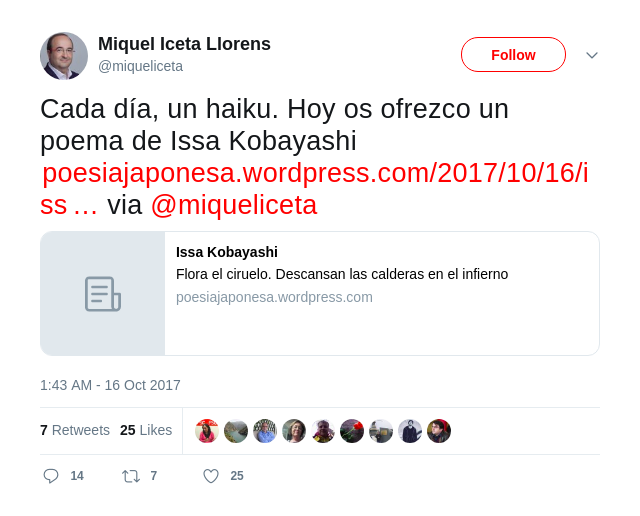 Miquel Iceta Llorens
@miqueliceta
Follow
Cada día, un haiku. Hoy os ofrezco un
poema de Issa Kobayashi
poesiajaponesa.wordpress.com/2017/10/16/i
ss … via @miqueliceta
Issa Kobayashi
Flora el ciruelo. Descansan las calderas en el infierno
poesiajaponesa.wordpress.com
1:43 AM - 16 Oct 2017
7 Retweets 25 Likes
14 7 25